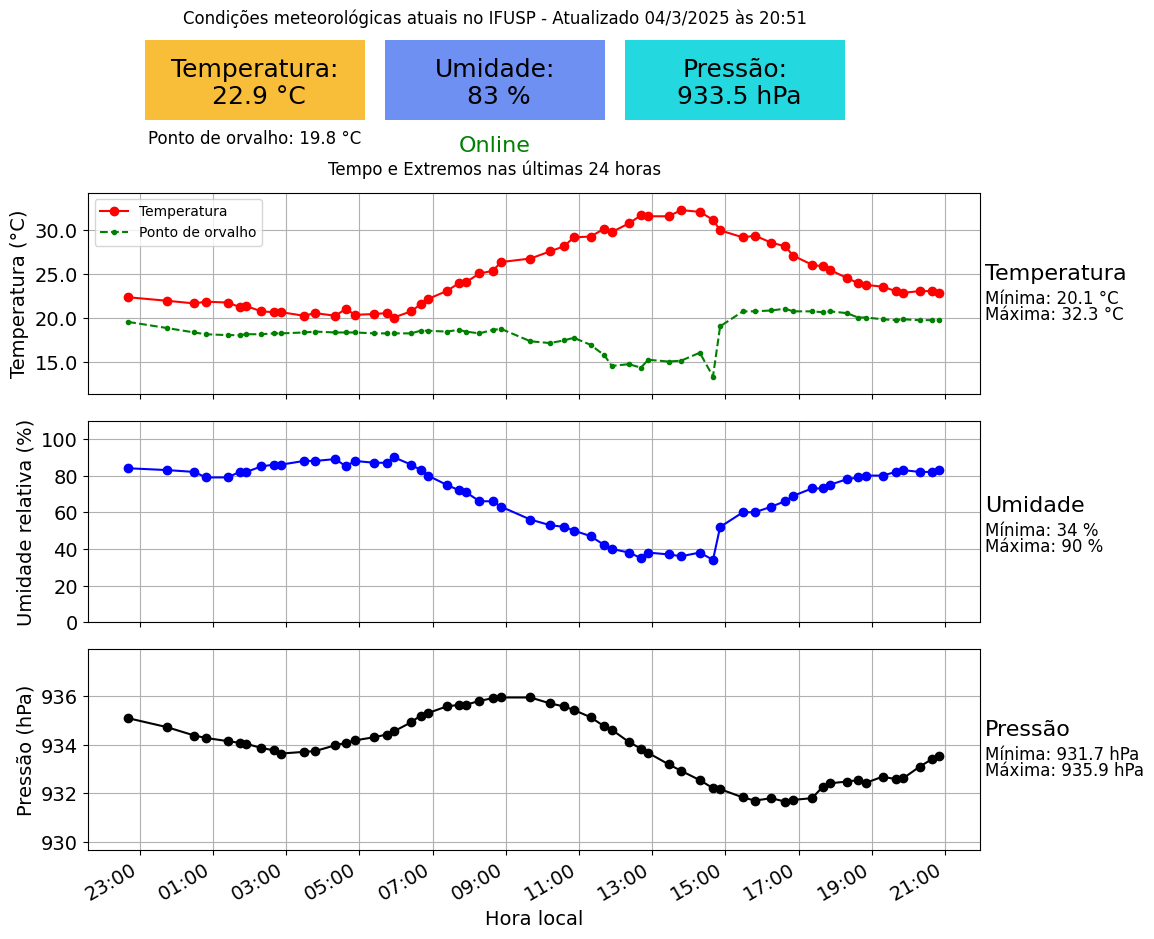 Condições meteorológicas atuais no IFUSP - Atualizado 04/3/2025 às 20:51
Temperatura:
22.9 °C
Umidade:
83 %
Pressão:
933.5 hPa
Ponto de orvalho: 19.8 °C
Online
Tempo e Extremos nas últimas 24 horas
Temperatura
Ponto de orvalho
Temperatura (°C)
30.0
25.0
20.0
15.0
Temperatura
Mínima: 20.1 °C
Máxima: 32.3 °C
Umidade relativa (%)
100
80
60
40
20
0
Umidade
Mínima: 34 %
Máxima: 90 %
Pressão (hPa)
936
934
932
930
Pressão
Mínima: 931.7 hPa
Máxima: 935.9 hPa
23:00
01:00
03:00
05:00
07:00
09:00
11:00
13:00
15:00
17:00
19:00
21:00
Hora local